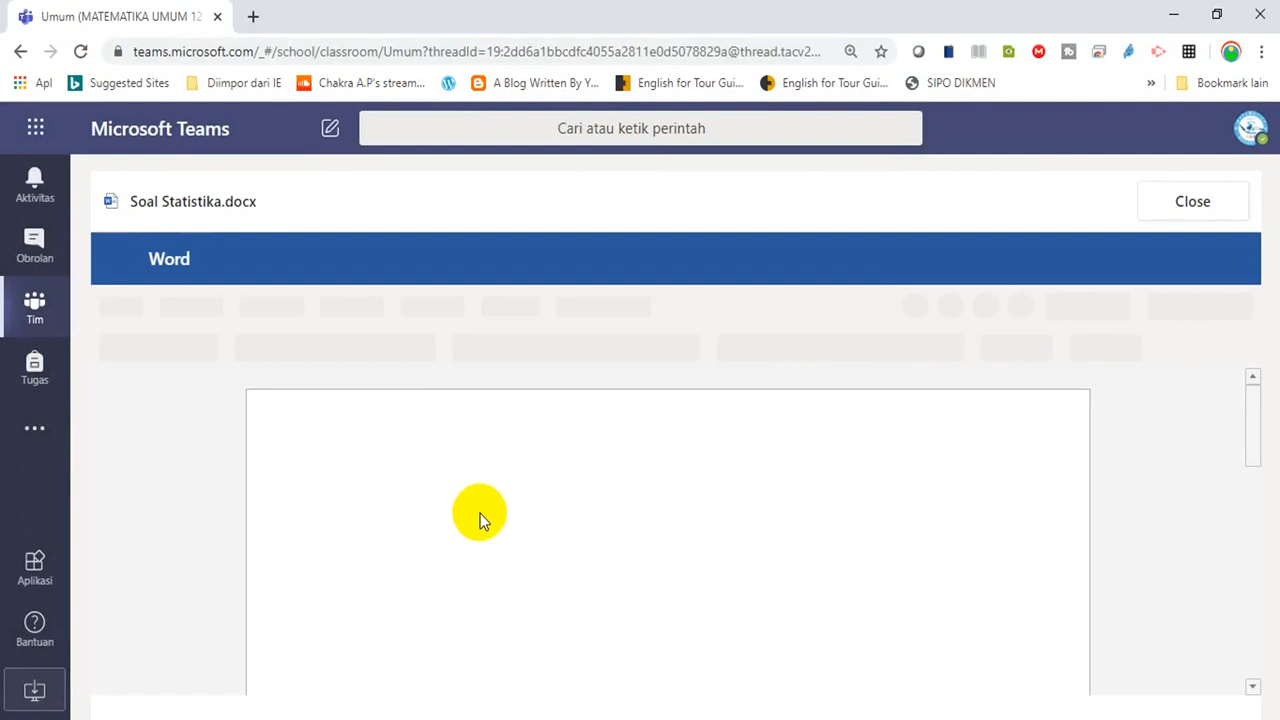 Umum (MATEMATIKA UMUM 12
teams.microsoft.com/_#/school/classroom/Umum?threadId=19:2dd6a1bbcdfc4055a2811e0d5078829a@thread.tacv2...
Apl
Suggested Sites
Diimpor dari IE
Chakra A.P's stream...
A Blog Written By Y...
English for Tour Gui...
English for Tour Gui...
SIPO DIKMEN
»
Bookmark lain
Microsoft Teams
Cari atau ketik perintah
Aktivitas
Obrolan
Tim
Tugas
Aplikasi
Bantuan
Soal Statistika.docx
Close
Word